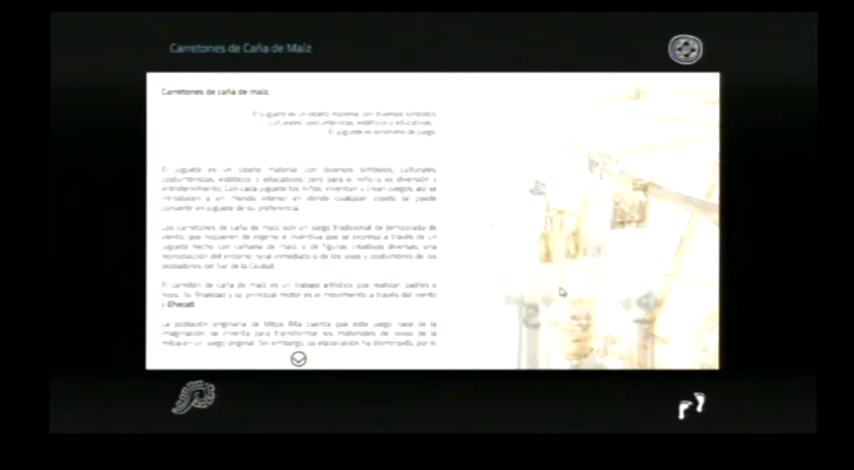 Carretones de Caña de Maíz
Carretones de caña de maíz.
El juguete es un objeto material con diversos símbolos,
culturales, costumbristas, estéticos o educativos.
El juguete es sinónimo de juego.
El juguete es un objeto material con diversos símbolos, culturales,
costumbristas, estéticos o educativos, pero para el niño/a es diversión y
entretenimiento. Con cada juguete los niños inventan y crean juegos, así se
introducen a un mundo interior en donde cualquier objeto se puede
convertir en juguete de su preferencia.
Los carretones de caña de maíz son un juego tradicional de temporada de
viento, que requieren de ingenio e inventiva que se expresa a través de un
juguete hecho con cañuela de maíz, o de figuras creativas diversas, una
reproducción del entorno rural inmediato o de los usos y costumbres de los
pobladores del Sur de la Ciudad.
El carretón de caña de maíz es un trabajo artístico que realizan padres e
hijos. Su finalidad y su principal motor es el movimiento a través del viento
o Ehecatl.
La población originaria de Milpa Alta cuenta que este juego nace de la
imaginación, se inventa para transformar los materiales de reuso de la
milpa en un juego original. Sin embargo, su elaboración ha disminuido, por lo